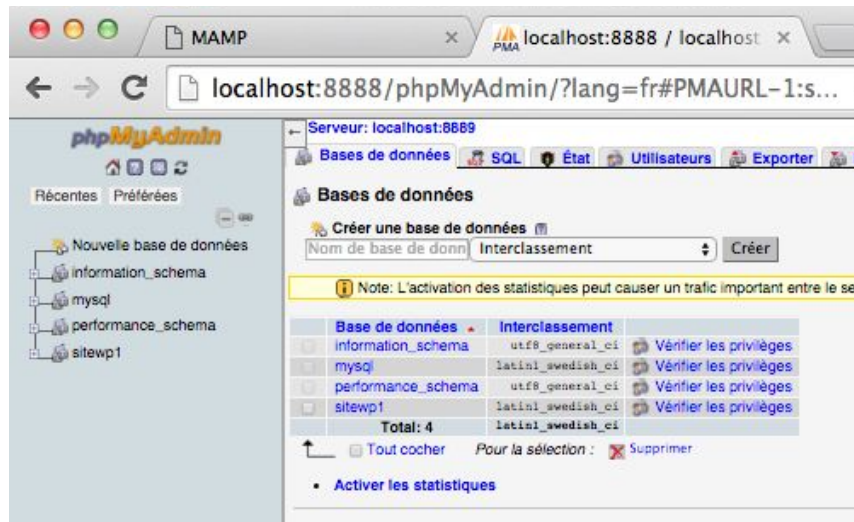 MAMP
PMA localhost:8888 / localhost
localhost:8888/phpMyAdmin/?lang=fr#PMAURL-1:s...
phpMyAdmin
Récentes Préférées
Nouvelle base de données
information_schema
mysql
performance_schema
sitewp1
Serveur: localhost:8889
Bases de données SQL État Utilisateurs Exporter
Bases de données
Créer une base de données
Nom de base de donn Interclassement Créer
Note: L'activation des statistiques peut causer un trafic important entre le se
Base de données Interclassement
information_schema utf8_general_ci Vérifier les privilèges
mysql latin1_swedish_ci Vérifier les privilèges
performance_schema utf8_general_ci Vérifier les privilèges
sitewp1 latin1_swedish_ci Vérifier les privilèges
Total: 4 latin1_swedish_ci
Tout cocher Pour la sélection : Supprimer
Activer les statistiques